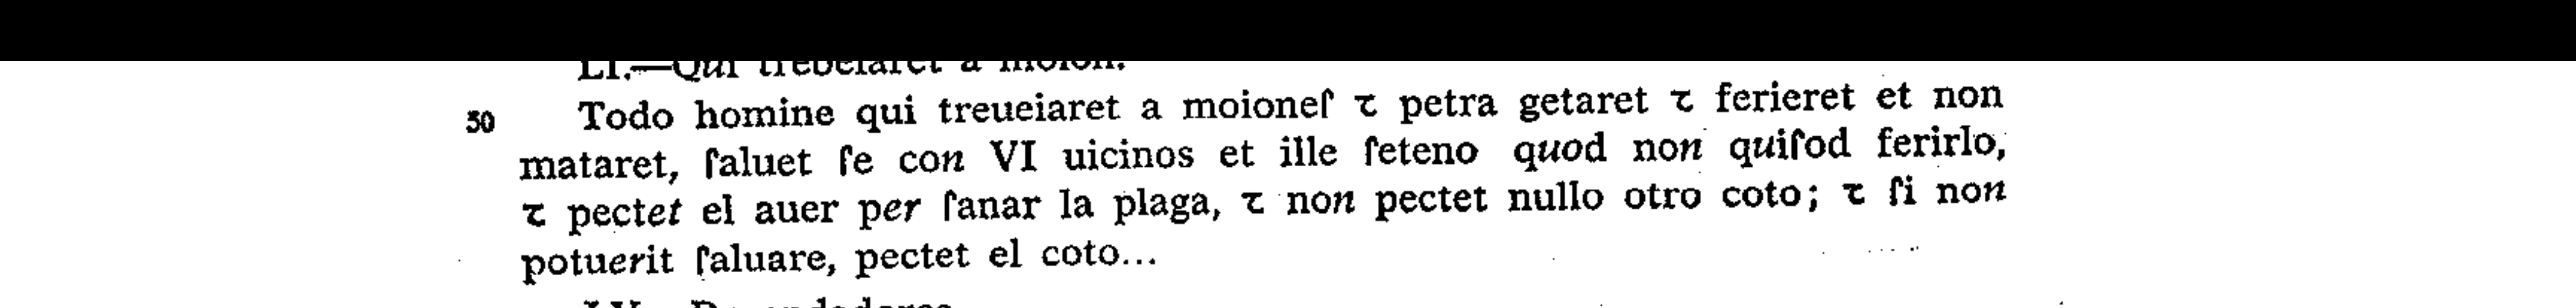 LI.—Qui trebeiaret a moion.
50 Todo homine qui treueiaret a moioneſ ⁊ petra getaret ⁊ ferieret et non
mataret, ſaluet ſe con VI uicinos et ille ſeteno quod non quiſod ferirlo,
⁊ pectet el auer per ſanar la plaga, ⁊ non pectet nullo otro coto; ⁊ ſi non
potuerit ſaluare, pectet el coto...